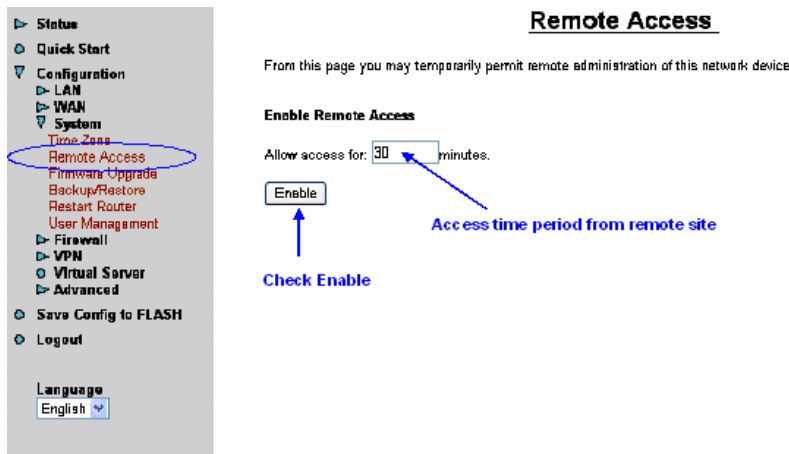 Status
Quick Start
Configuration
LAN
WAN
System
Time Zone
Remote Access
Firmware Upgrade
Backup/Restore
Restart Router
User Management
Firewall
VPN
Virtual Server
Advanced
Save Config to FLASH
Logout
Language
English
Remote Access
From this page you may temporarily permit remote administration of this network device
Enable Remote Access
Allow access for: 30 minutes.
Enable
Access time period from remote site
Check Enable